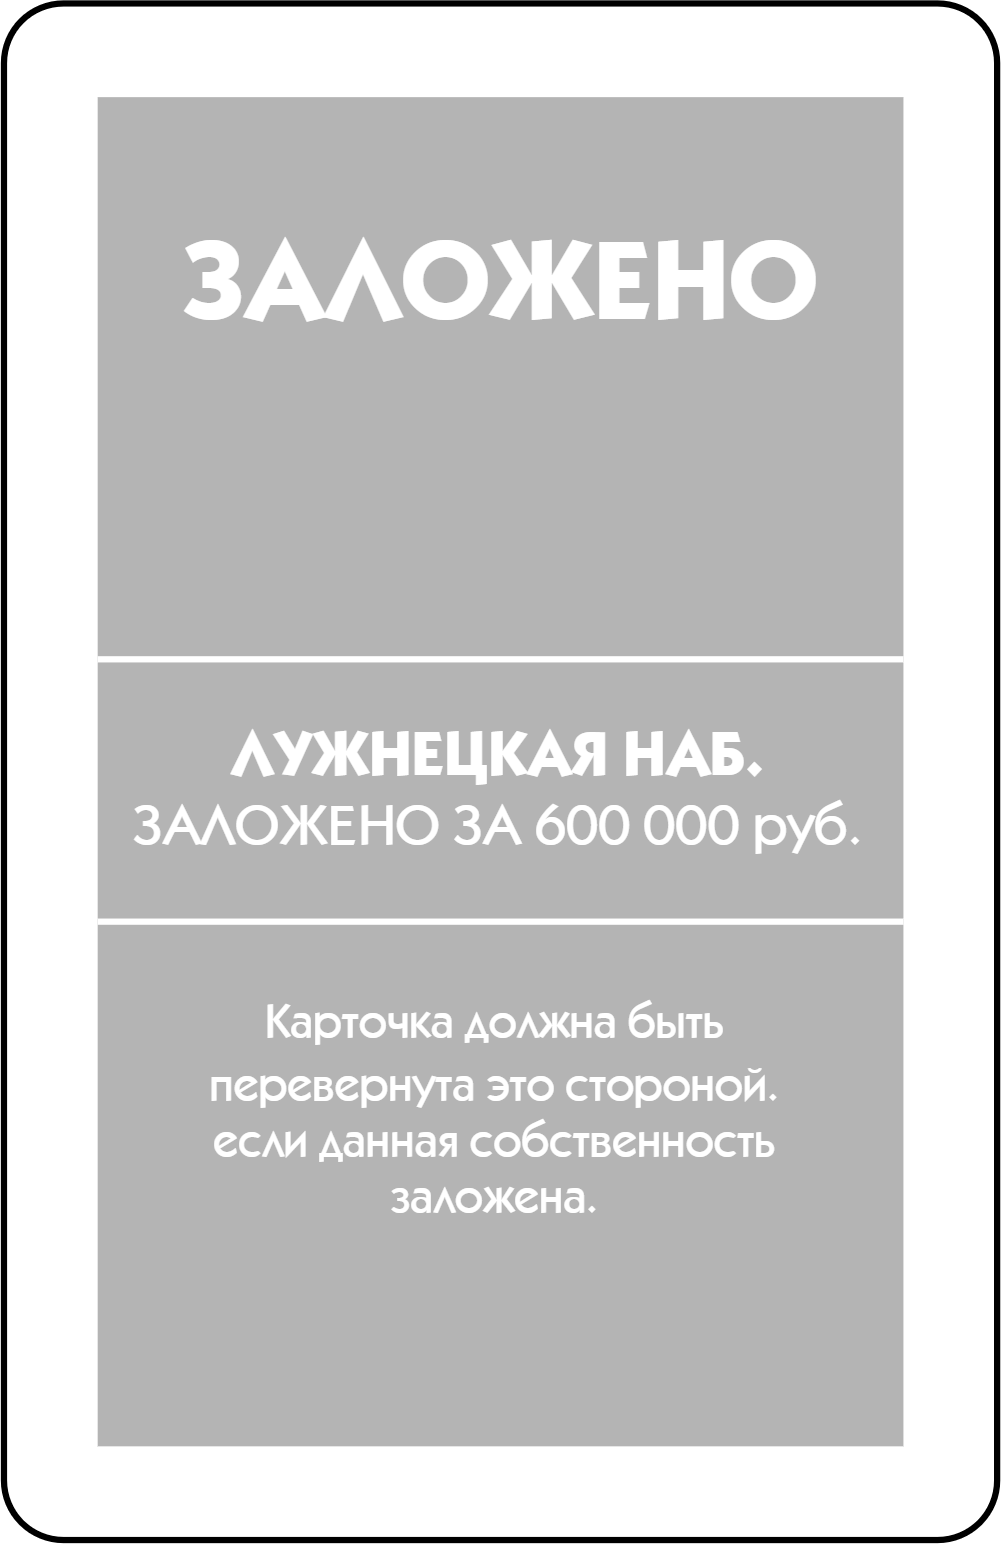 ЗАЛОЖЕНО
ЛУЖНЕЦКАЯ НАБ.
ЗАЛОЖЕНО ЗА 600 000 руб.
Карточка должна быть
перевернута это стороной.
если данная собственность
заложена.